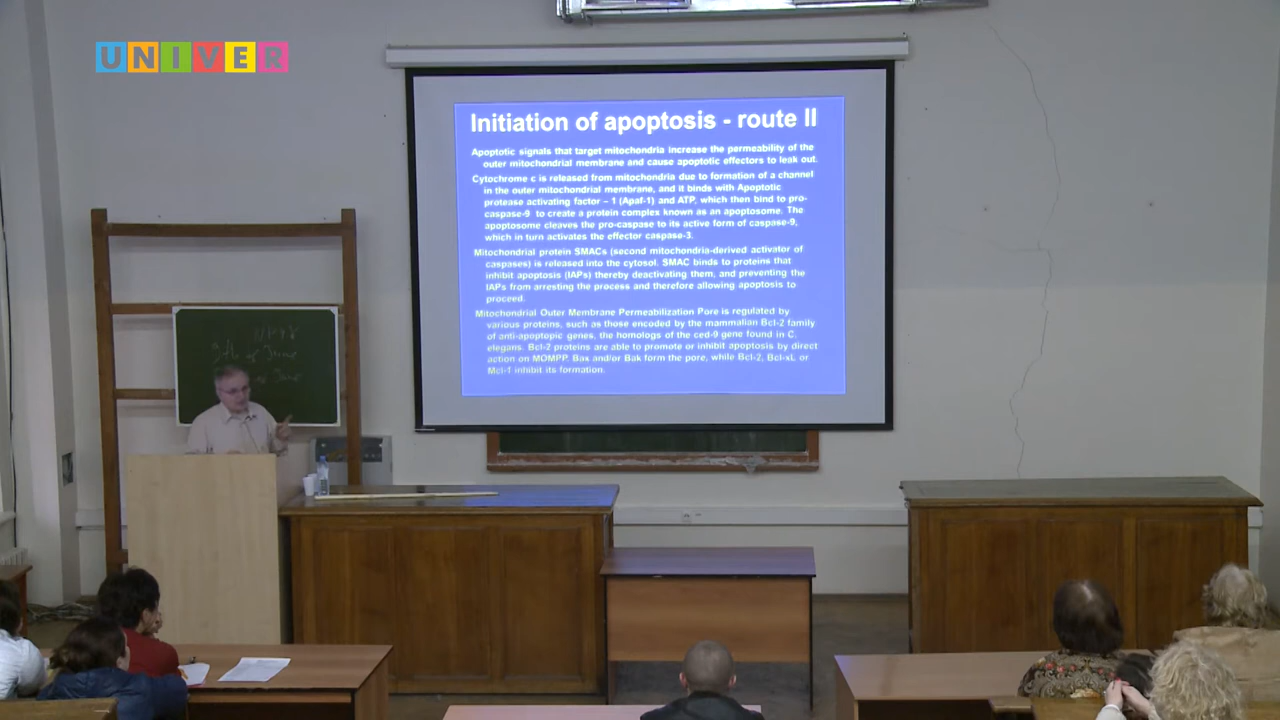 UNIVER
Initiation of apoptosis - route II
Apoptotic signals that target mitochondria increase the permeability of the
outer mitochondrial membrane and cause apoptotic effectors to leak out.
Cytochrome c is released from mitochondria due to formation of a channel
in the outer mitochondrial membrane, and it binds with Apoptotic
protease activating factor – 1 (Apaf-1) and ATP, which then bind to pro-
caspase-9 to create a protein complex known as an apoptosome. The
apoptosome cleaves the pro-caspase to its active form of caspase-9,
which in turn activates the effector caspase-3.
Mitochondrial protein SMACs (second mitochondria-derived activator of
caspases) is released into the cytosol. SMAC binds to proteins that
inhibit apoptosis (IAPs) thereby deactivating them, and preventing the
IAPs from arresting the process and therefore allowing apoptosis to
proceed.
Mitochondrial Outer Membrane Permeabilization Pore is regulated by
various proteins, such as those encoded by the mammalian Bcl-2 family
of anti-apoptopic genes, the homologs of the ced-9 gene found in C.
elegans. Bcl-2 proteins are able to promote or inhibit apoptosis by direct
action on MOMPP. Bax and/or Bak form the pore, while Bcl-2, Bcl-xL or
Mcl-1 inhibit its formation.